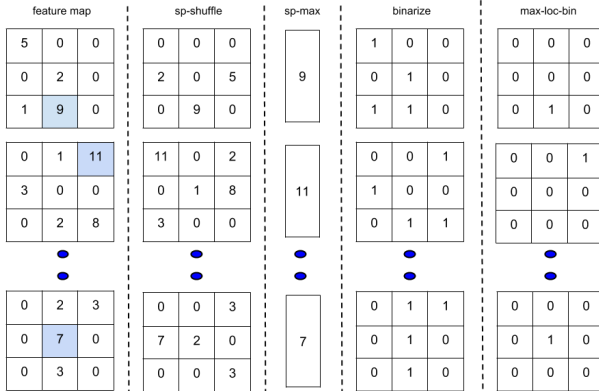 feature map sp-shuffle sp-max binarize max-loc-bin
5 0 0 0 0 0 1 0 0 0 0 0
0 2 0 2 0 5 9 0 1 0 0 0 0
1 9 0 0 9 0 1 1 0 0 1 0
0 1 11 11 0 2 0 0 1 0 0 1
3 0 0 0 1 8 11 1 0 0 0 0 0
0 2 8 3 0 0 0 1 1 0 0 0
0 2 3 0 0 3 0 1 1 0 0 0
0 7 0 7 2 0 7 0 1 0 0 1 0
0 3 0 0 0 3 0 1 0 0 0 0